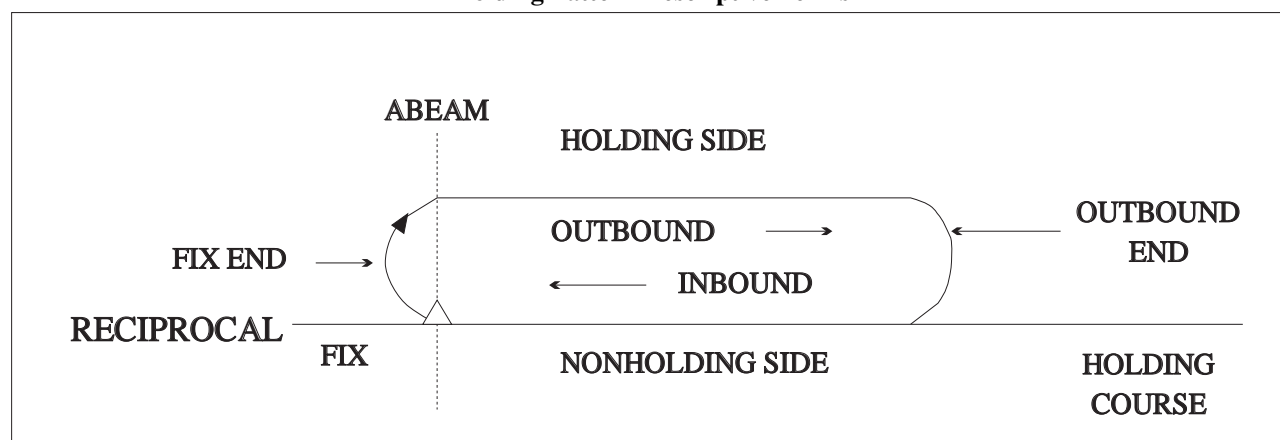 ABEAM
HOLDING SIDE
OUTBOUND
OUTBOUND
END
FIX END
INBOUND
RECIPROCAL
FIX
NONHOLDING SIDE
HOLDING
COURSE